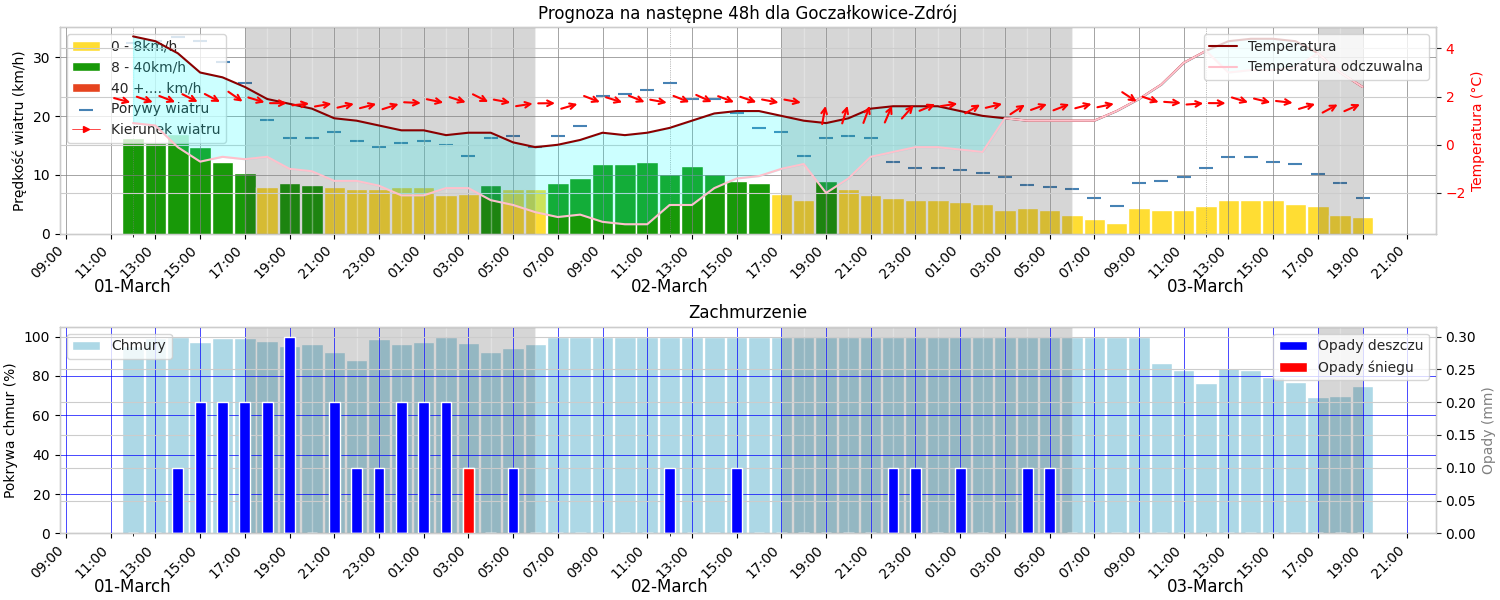 Prognoza na następne 48h dla Goczałkowice-Zdrój
Prędkość wiatru (km/h)
30
20
10
0
0 - 8km/h
8 - 40km/h
40 +.... km/h
Porywy wiatru
Kierunek wiatru
Temperatura
Temperatura odczuwalna
4
2
0
−2
Temperatura (°C)
09:00 11:00 13:00 15:00 17:00 19:00 21:00 23:00 01:00 03:00 05:00 07:00 09:00 11:00 13:00 15:00 17:00 19:00 21:00 23:00 01:00 03:00 05:00 07:00 09:00 11:00 13:00 15:00 17:00 19:00 21:00
01-March 02-March 03-March
Zachmurzenie
Pokrywa chmur (%)
100
80
60
40
20
0
Chmury
Opady deszczu
Opady śniegu
0.30
0.25
0.20
0.15
0.10
0.05
0.00
Opady (mm)
09:00 11:00 13:00 15:00 17:00 19:00 21:00 23:00 01:00 03:00 05:00 07:00 09:00 11:00 13:00 15:00 17:00 19:00 21:00 23:00 01:00 03:00 05:00 07:00 09:00 11:00 13:00 15:00 17:00 19:00 21:00
01-March 02-March 03-March